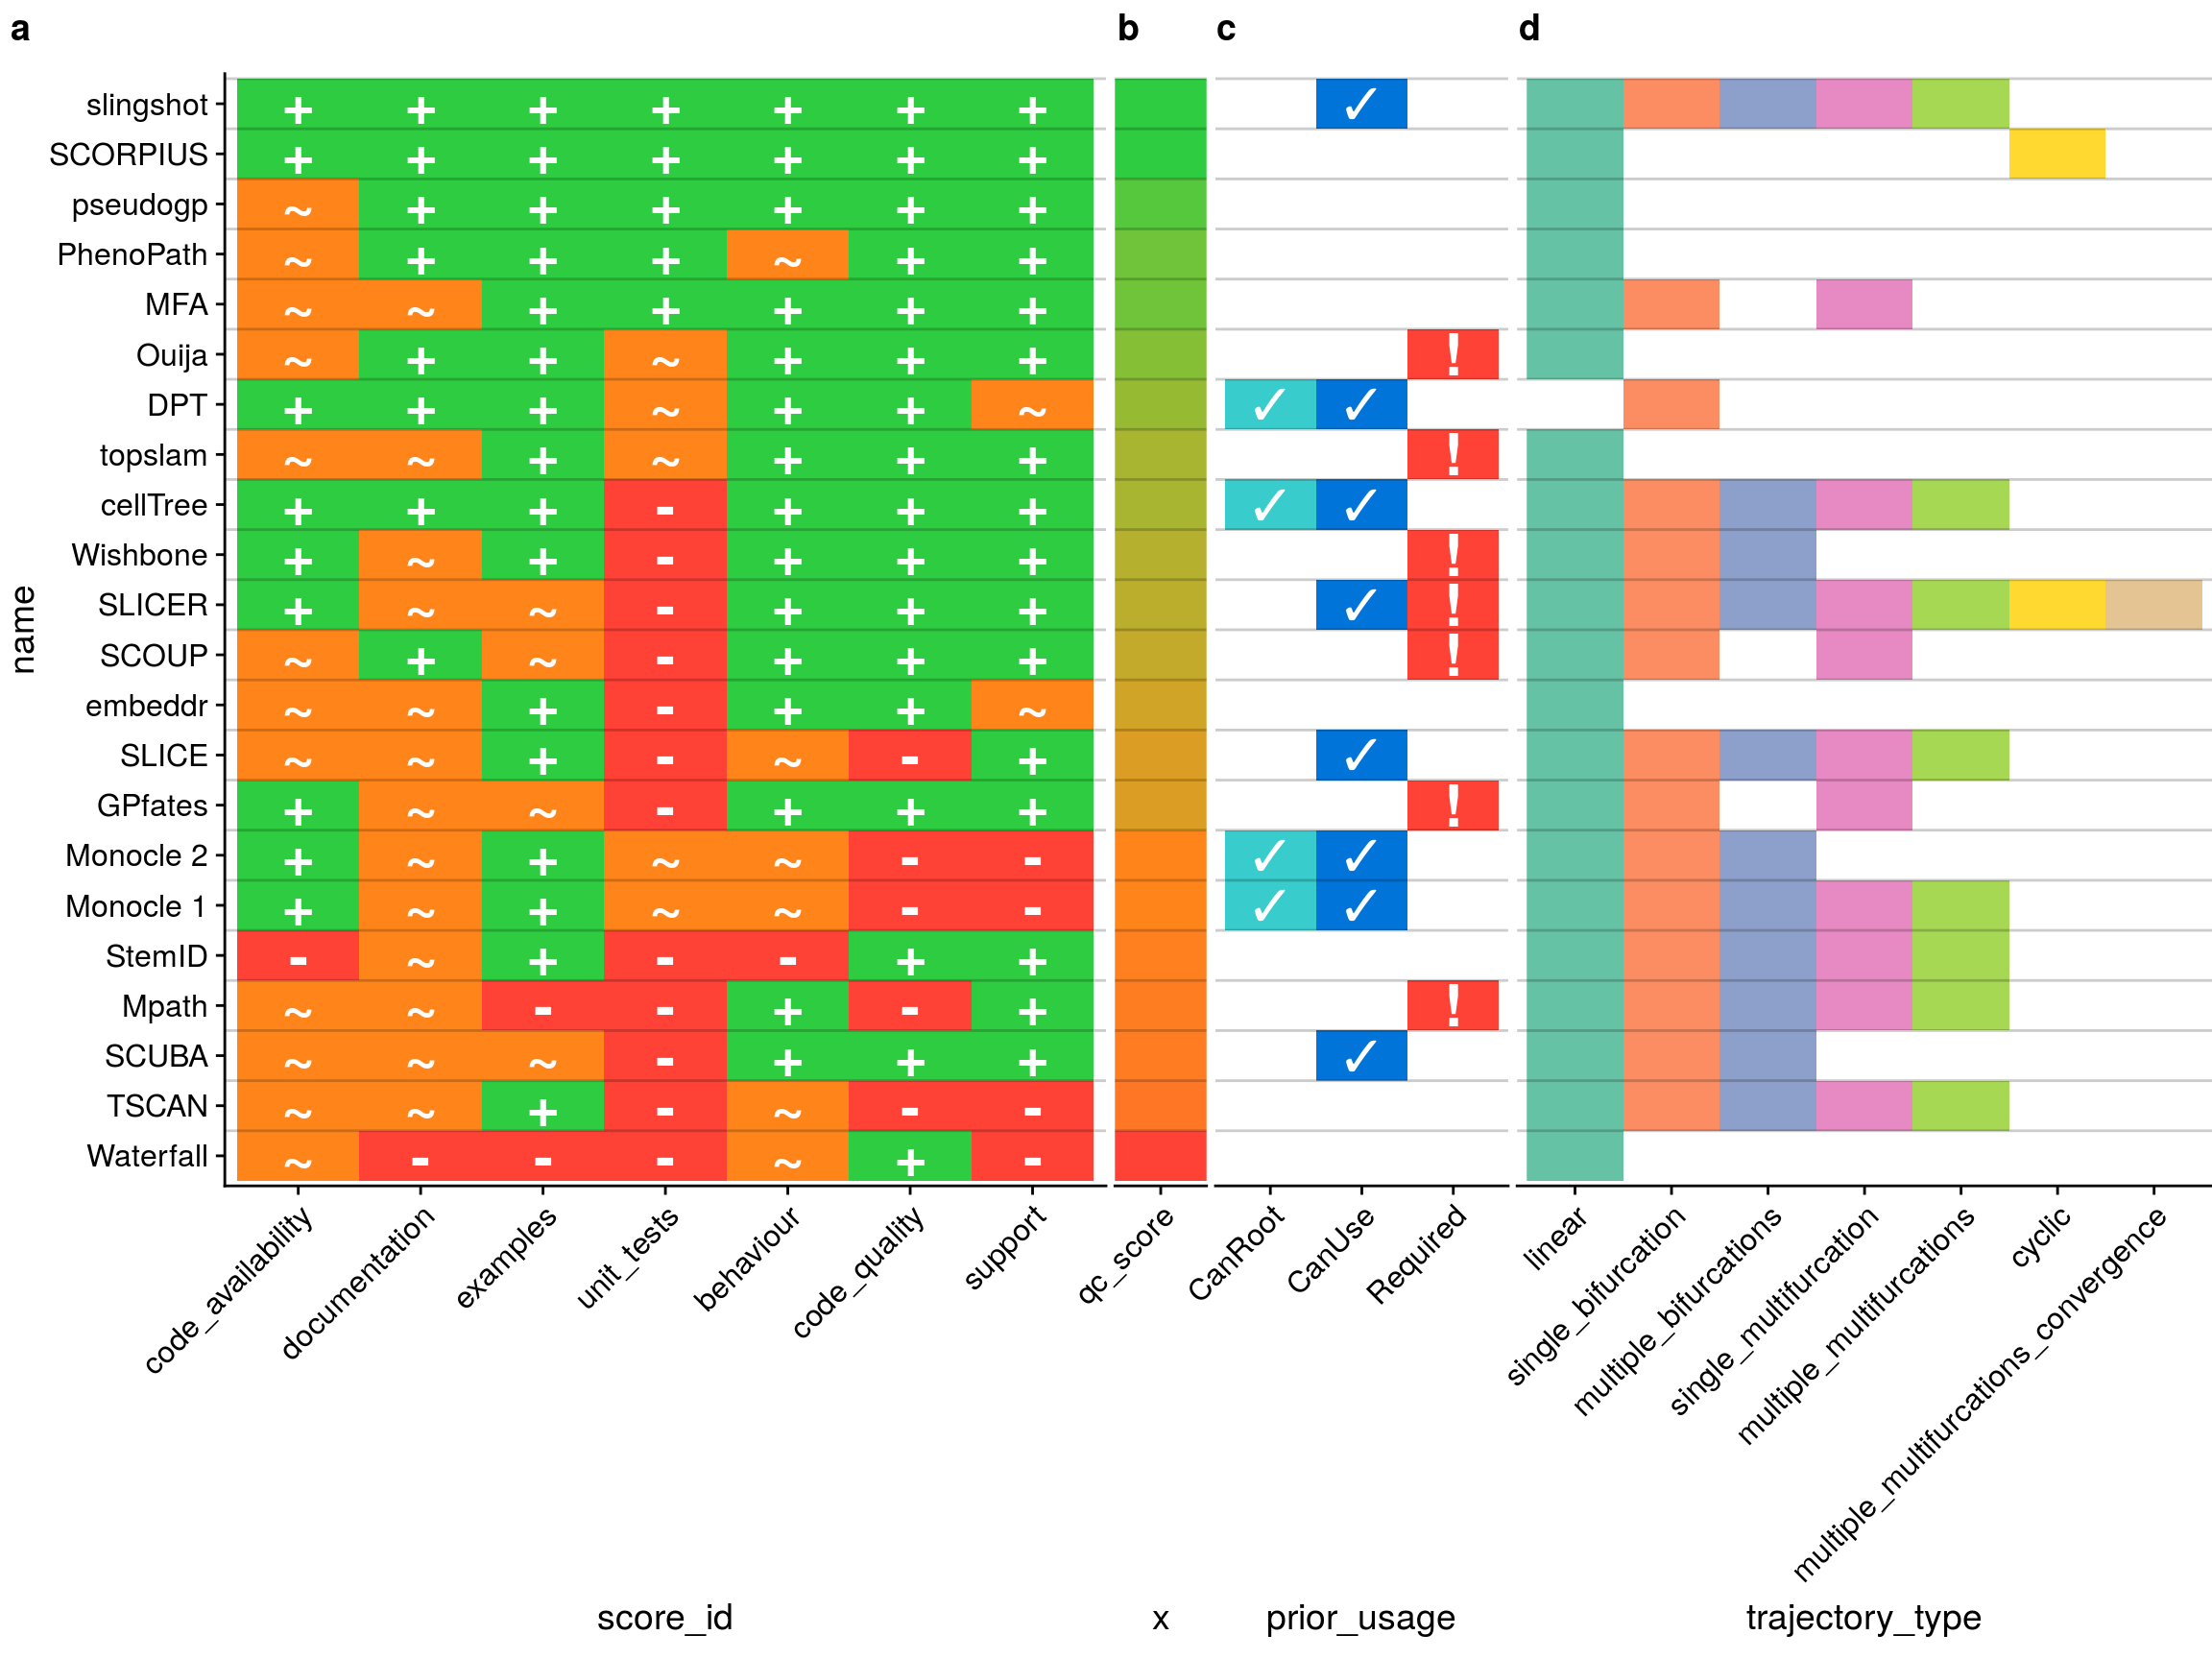 a b c d
slingshot + + + + + + + ✓
SCORPIUS + + + + + + +
pseudogp ~ + + + + + +
PhenoPath ~ + + + ~ + +
MFA ~ ~ + + + + +
Ouija ~ + + ~ + + + !
DPT + + + ~ + + ~ ✓ ✓
topslam ~ ~ + ~ + + + !
cellTree + + + - + + + ✓ ✓
Wishbone + ~ + - + + + !
SLICER + ~ ~ - + + + ✓ !
SCOUP ~ + ~ - + + + !
embeddr ~ ~ + - + + ~
SLICE ~ ~ + - ~ - + ✓
GPfates + ~ ~ - + + + !
Monocle 2 + ~ + ~ ~ - - ✓ ✓
Monocle 1 + ~ + ~ ~ - - ✓ ✓
StemID - ~ + - - + +
Mpath ~ ~ - - + - + !
SCUBA ~ ~ ~ - + + + ✓
TSCAN ~ ~ + - ~ - -
Waterfall ~ - - - ~ + -
name
code_availability
documentation
examples
unit_tests
behaviour
code_quality
support
qc_score
CanRoot
CanUse
Required
linear
single_bifurcation
multiple_bifurcations
single_multifurcation
multiple_multifurcations
cyclic
multiple_multifurcations_convergence
score_id x prior_usage trajectory_type